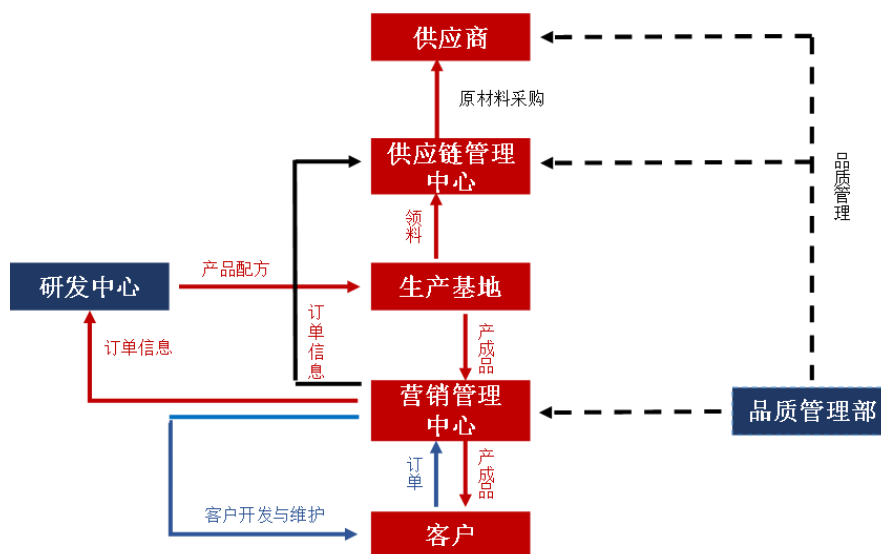 供应商
原材料采购
供应链管理
中心
品质管理
领料
产品配方
研发中心
生产基地
订单信息
订单信息
产成品
营销管理
中心
品质管理部
订单
产成品
客户开发与维护
客户